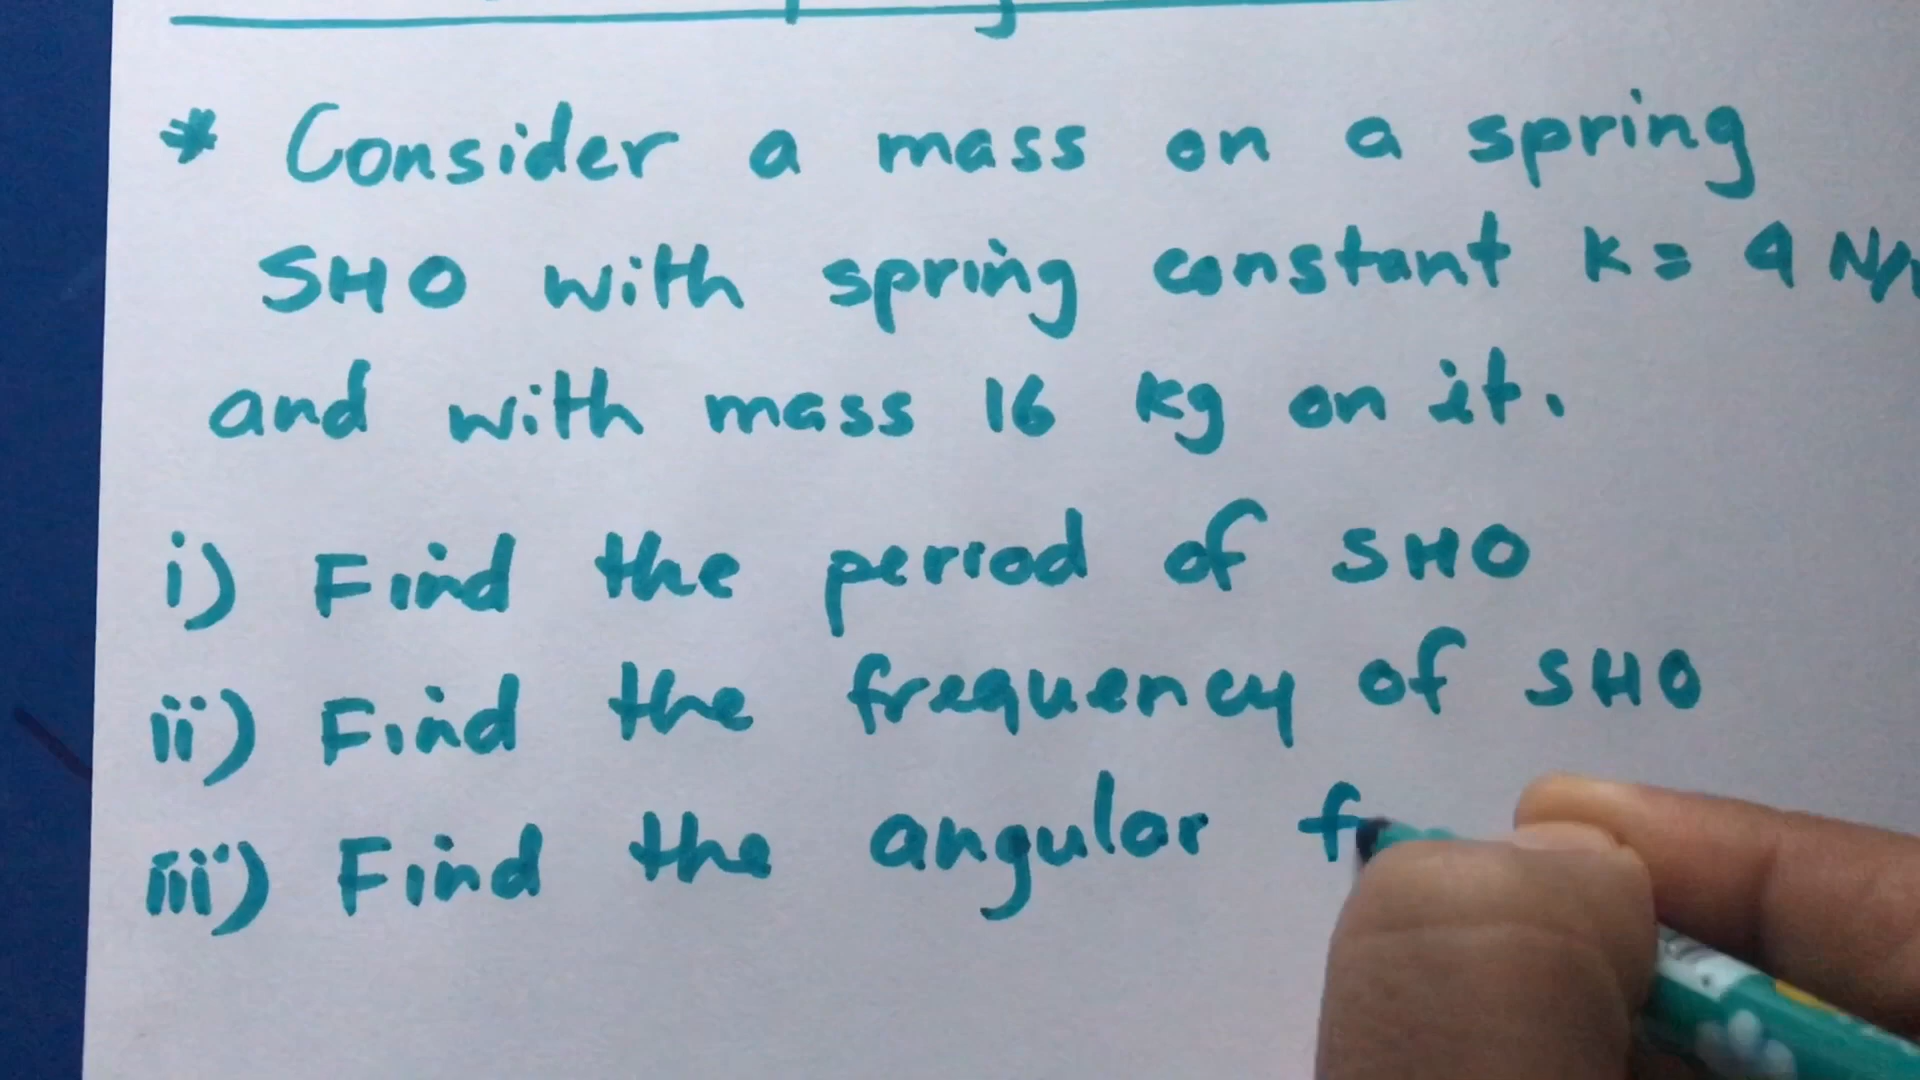 * Consider a mass on a spring
SHO with spring constant k = 4
and with mass 16 kg on it.
i) Find the period of SHO
ii) Find the frequency of SHO
iii) Find the angular